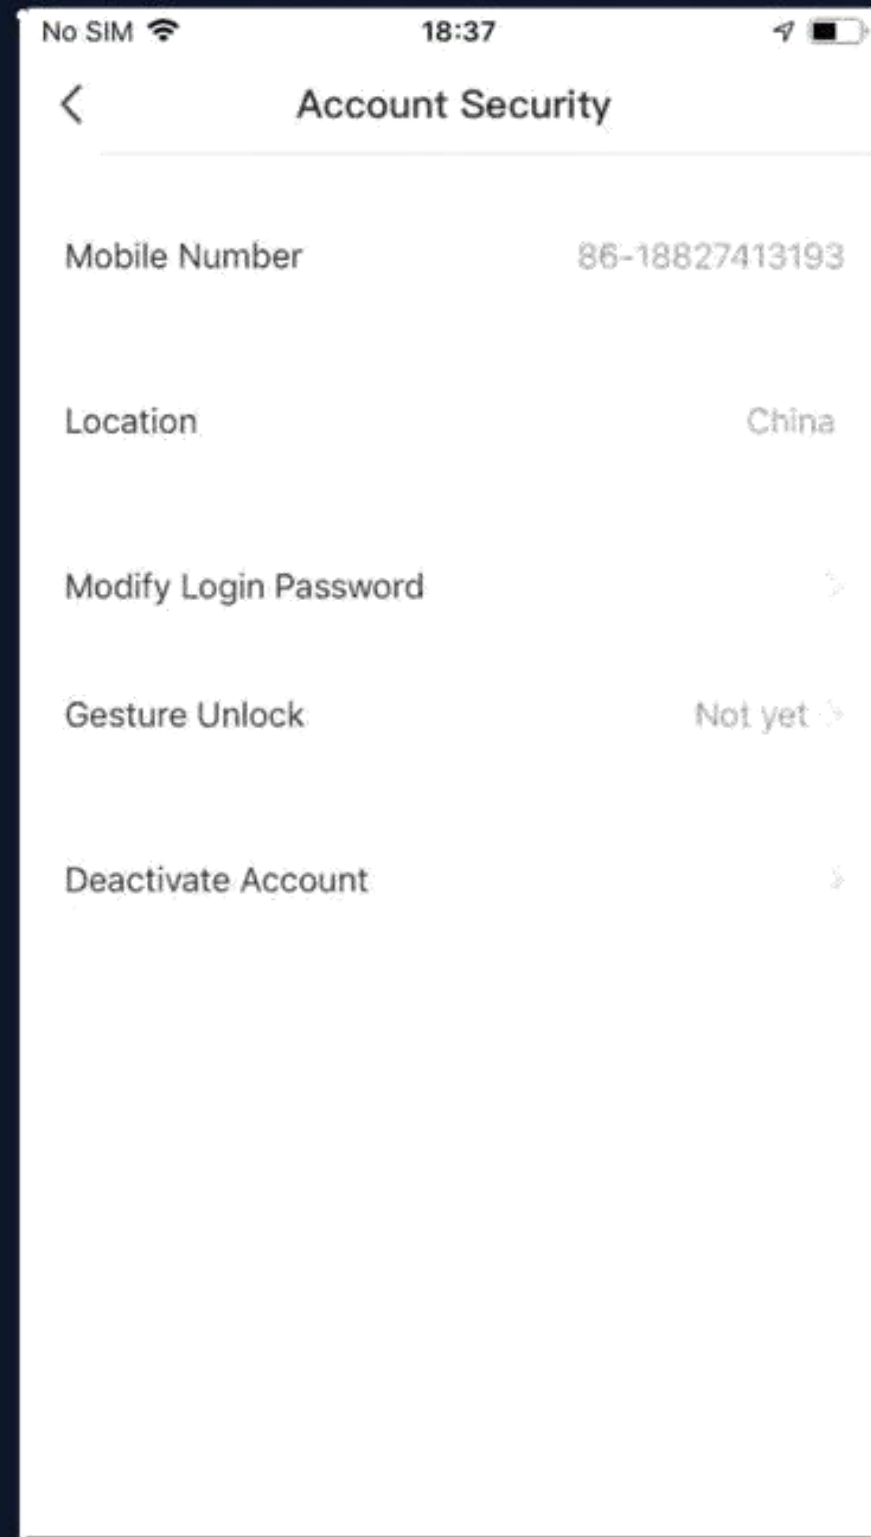 No SIM 18:37
Account Security
Mobile Number 86-18827413193
Location China
Modify Login Password
Gesture Unlock Not yet
Deactivate Account